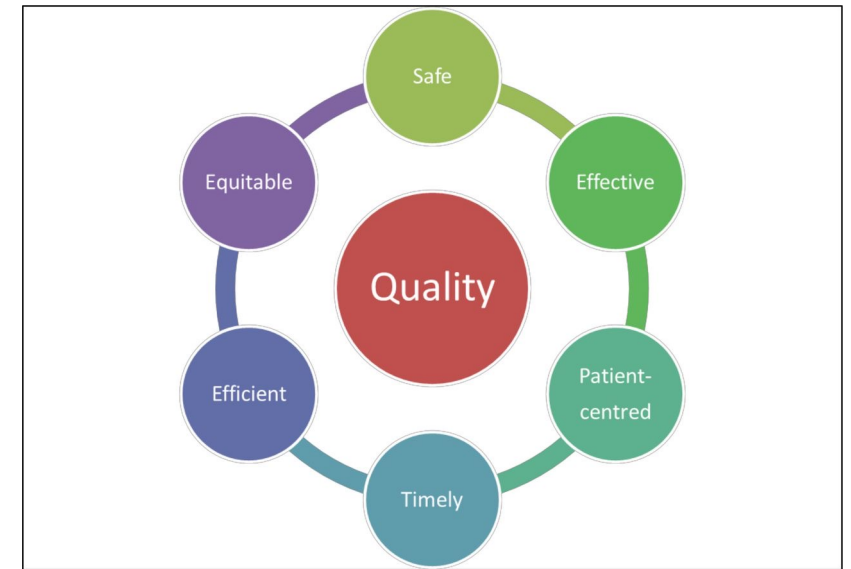 Safe
Equitable
Effective
Quality
Efficient
Patient-
centred
Timely